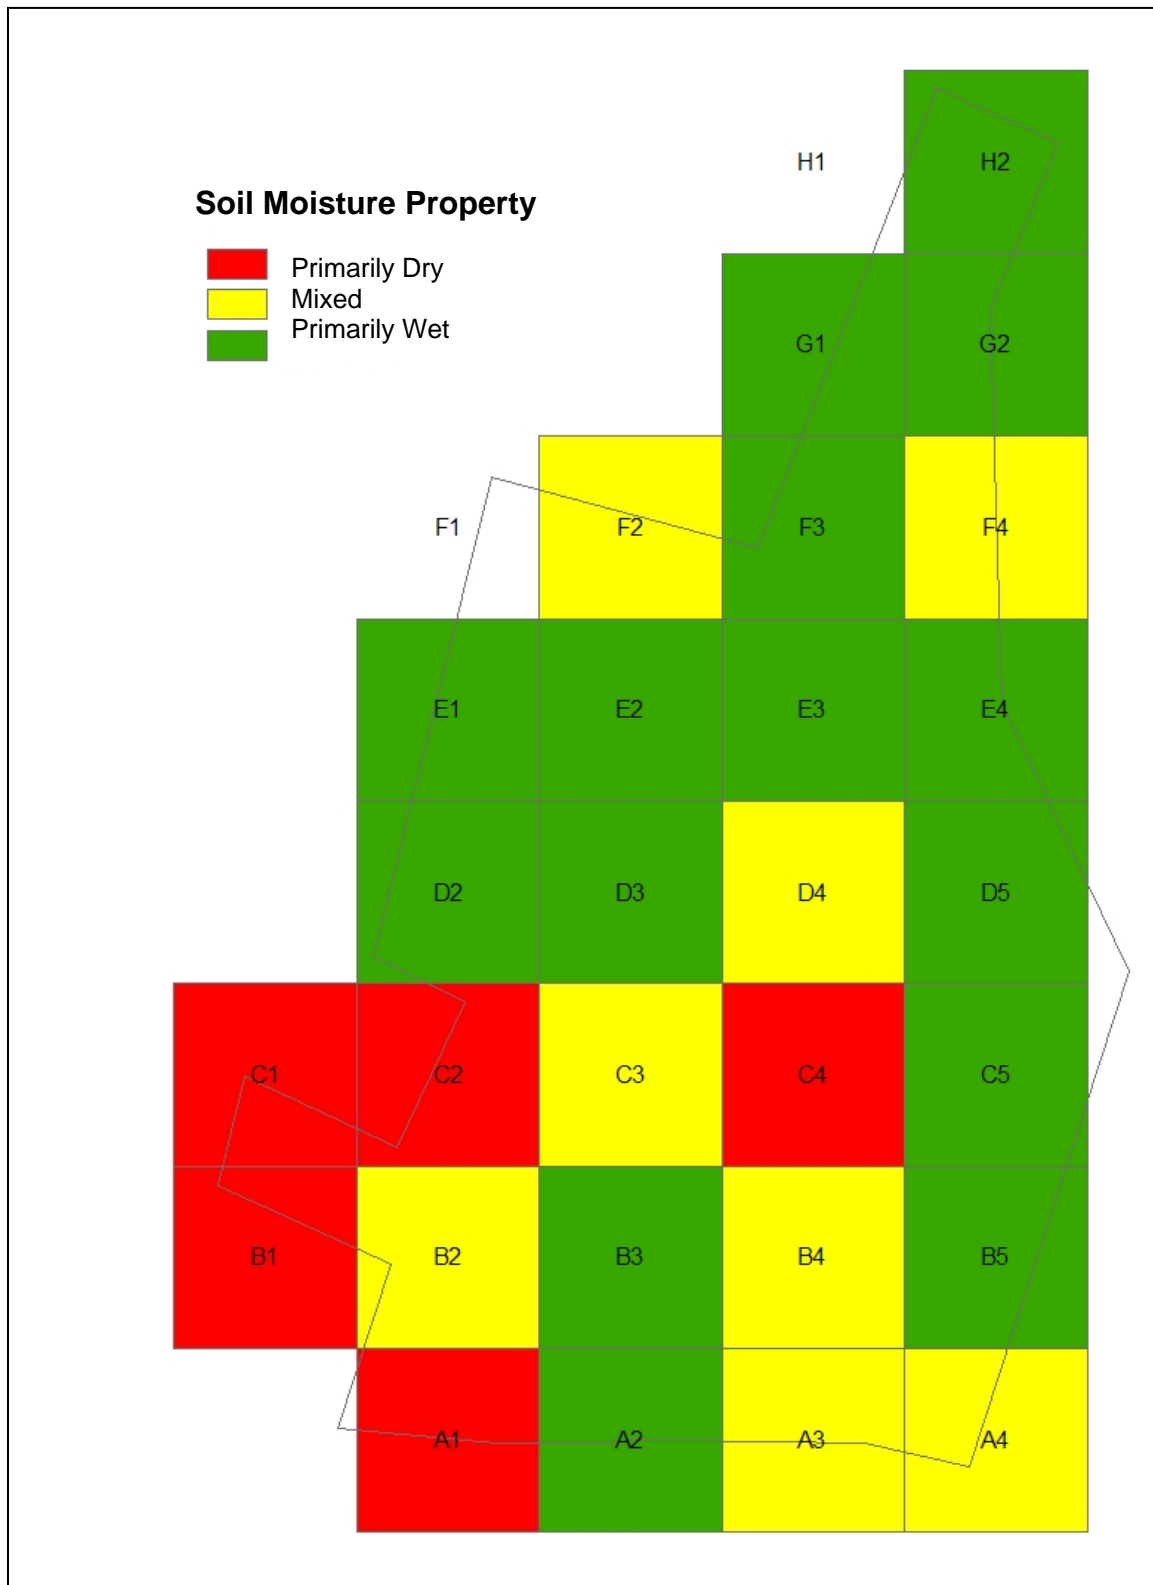 H1 H2
Soil Moisture Property
Primarily Dry
Mixed
Primarily Wet
G1 G2
F1 F2 F3 F4
E1 E2 E3 E4
D2 D3 D4 D5
C1 C2 C3 C4 C5
B1 B2 B3 B4 B5
A1 A2 A3 A4